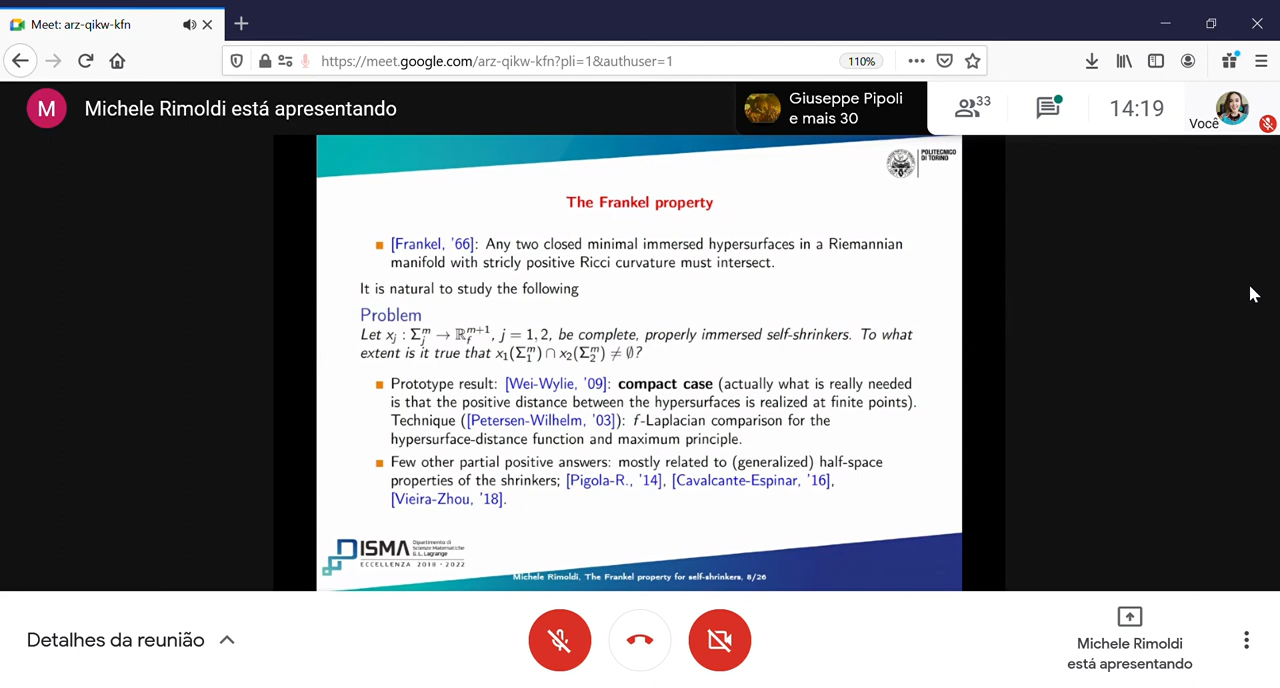 Meet: arz-qikw-kfn
https://meet.google.com/arz-qikw-kfn?pli=1&authuser=1
110%
M
Michele Rimoldi está apresentando
Giuseppe Pipoli
e mais 30
33
14:19
Você
POLITECNICO
DI TORINO
The Frankel property
[Frankel, '66]: Any two closed minimal immersed hypersurfaces in a Riemannian
manifold with stricly positive Ricci curvature must intersect.
It is natural to study the following
Problem
Let x_j : Σ_j^m → ℝ_f^{m+1}, j = 1, 2, be complete, properly immersed self-shrinkers. To what
extent is it true that x_1(Σ_1^m) ∩ x_2(Σ_2^m) ≠ ∅?
Prototype result: [Wei-Wylie, '09]: compact case (actually what is really needed
is that the positive distance between the hypersurfaces is realized at finite points).
Technique ([Petersen-Wilhelm, '03]): f-Laplacian comparison for the
hypersurface-distance function and maximum principle.
Few other partial positive answers: mostly related to (generalized) half-space
properties of the shrinkers; [Pigola-R., '14], [Cavalcante-Espinar, '16],
[Vieira-Zhou, '18].
DISMA
Dipartimento di
Scienze Matematiche
G.L. Lagrange
ECCELLENZA 2018 · 2022
Michele Rimoldi, The Frankel property for self-shrinkers, 8/26
Detalhes da reunião
Michele Rimoldi
está apresentando